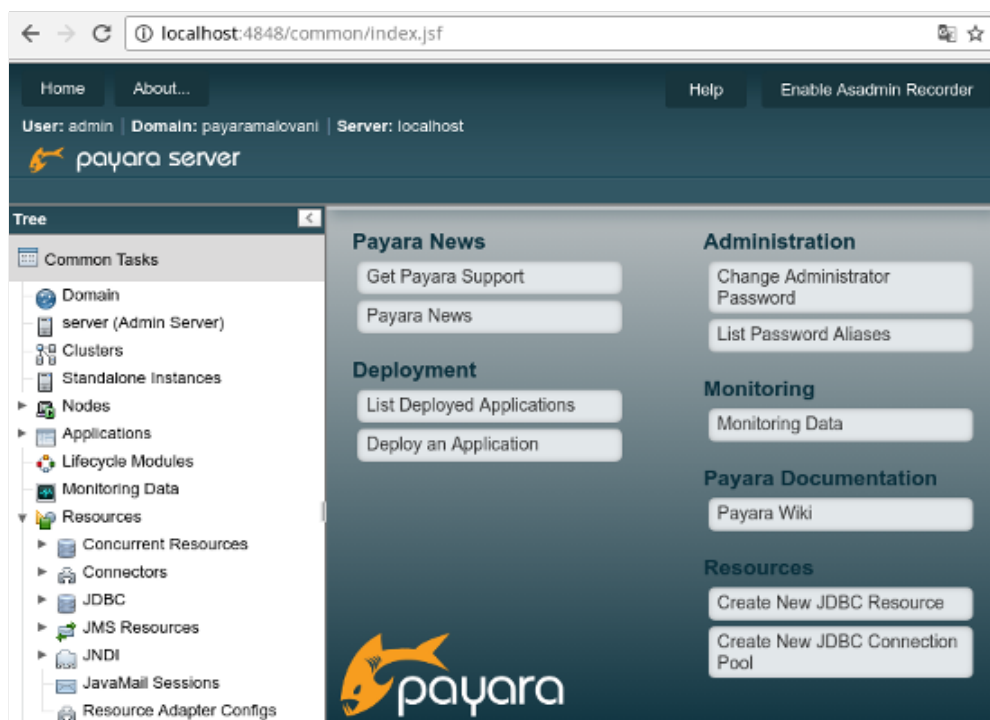 localhost:4848/common/index.jsf
Home About... Help Enable Asadmin Recorder
User: admin Domain: payaramalovani Server: localhost
payara server
Tree
Common Tasks
Domain
server (Admin Server)
Clusters
Standalone Instances
Nodes
Applications
Lifecycle Modules
Monitoring Data
Resources
Concurrent Resources
Connectors
JDBC
JMS Resources
JNDI
JavaMail Sessions
Resource Adapter Configs
Payara News
Get Payara Support
Payara News
Deployment
List Deployed Applications
Deploy an Application
payara
Administration
Change Administrator
Password
List Password Aliases
Monitoring
Monitoring Data
Payara Documentation
Payara Wiki
Resources
Create New JDBC Resource
Create New JDBC Connection
Pool